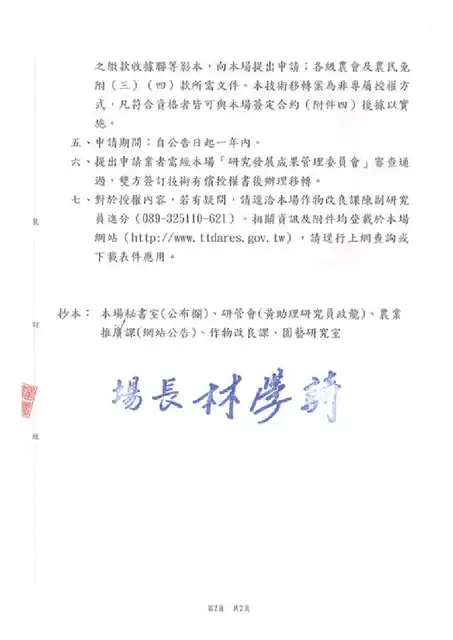 之繳款收據聯等影本,向本場提出申請;各級農會及農民免
附(三)(四)款所需文件。本技術移轉案為非專屬授權方
式,凡符合資格者皆可與本場簽定合約(附件四)後據以實
施。
五、申請期間:自公告日起一年內。
六、提出申請業者需經本場「研究發展成果管理委員會」審查通
過,雙方簽訂技術有償授權書後辦理移轉。
七、對於授權內容,若有疑問,請逕洽本場作物改良課陳副研究
員進分(089-325110-621)。相關資訊及附件均登載於本場
網站(http://www.ttdares.gov.tw),請逕行上網查詢或
下載表件應用。
抄本: 本場秘書室(公布欄)、研管會(黃助理研究員政龍)、農業
推廣課(網站公告)、作物改良課、園藝研究室
訂
場長林學詩
線
第2頁 共2頁